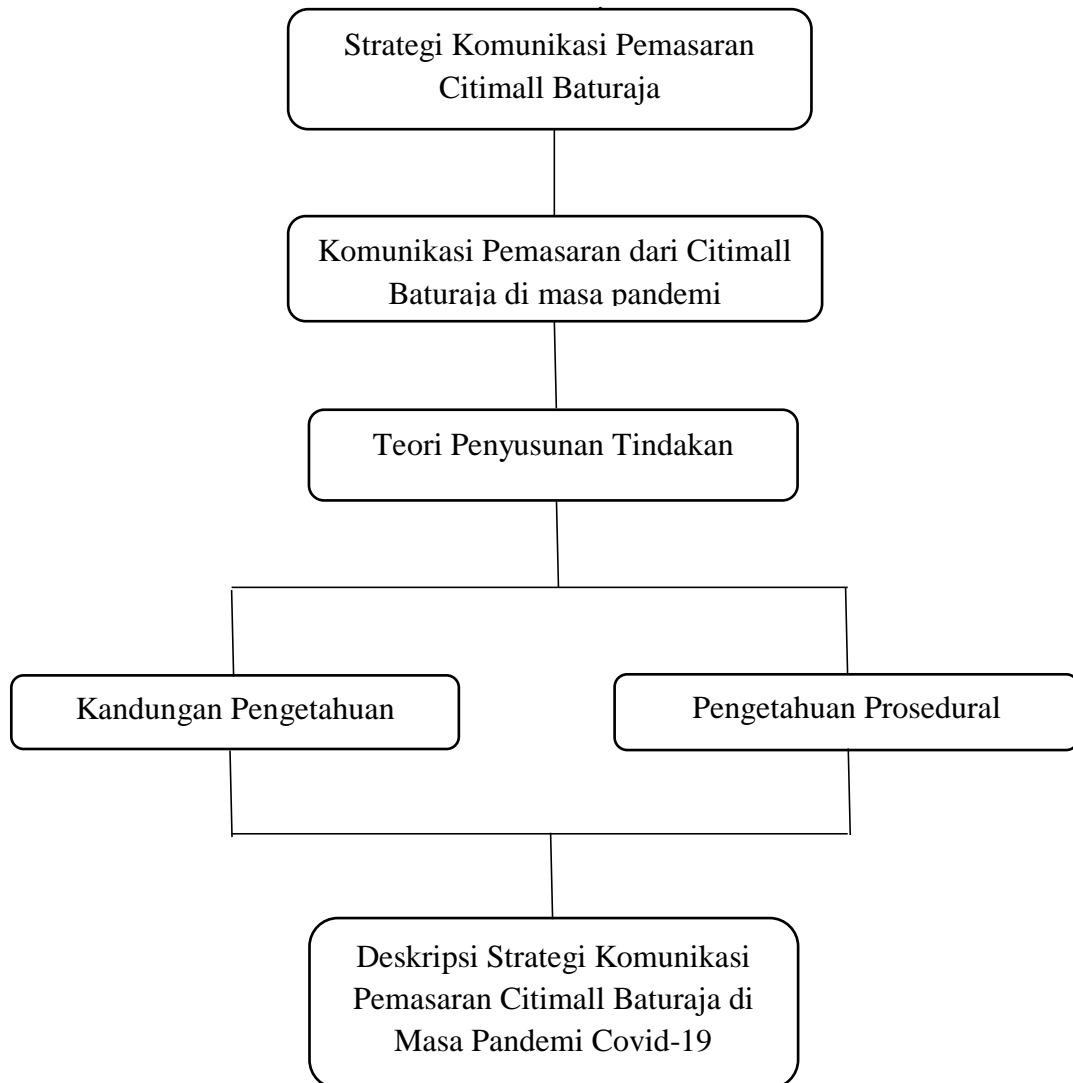 Strategi Komunikasi Pemasaran
Citimall Baturaja
Komunikasi Pemasaran dari Citimall
Baturaja di masa pandemi
Teori Penyusunan Tindakan
Kandungan Pengetahuan
Pengetahuan Prosedural
Deskripsi Strategi Komunikasi
Pemasaran Citimall Baturaja di
Masa Pandemi Covid-19